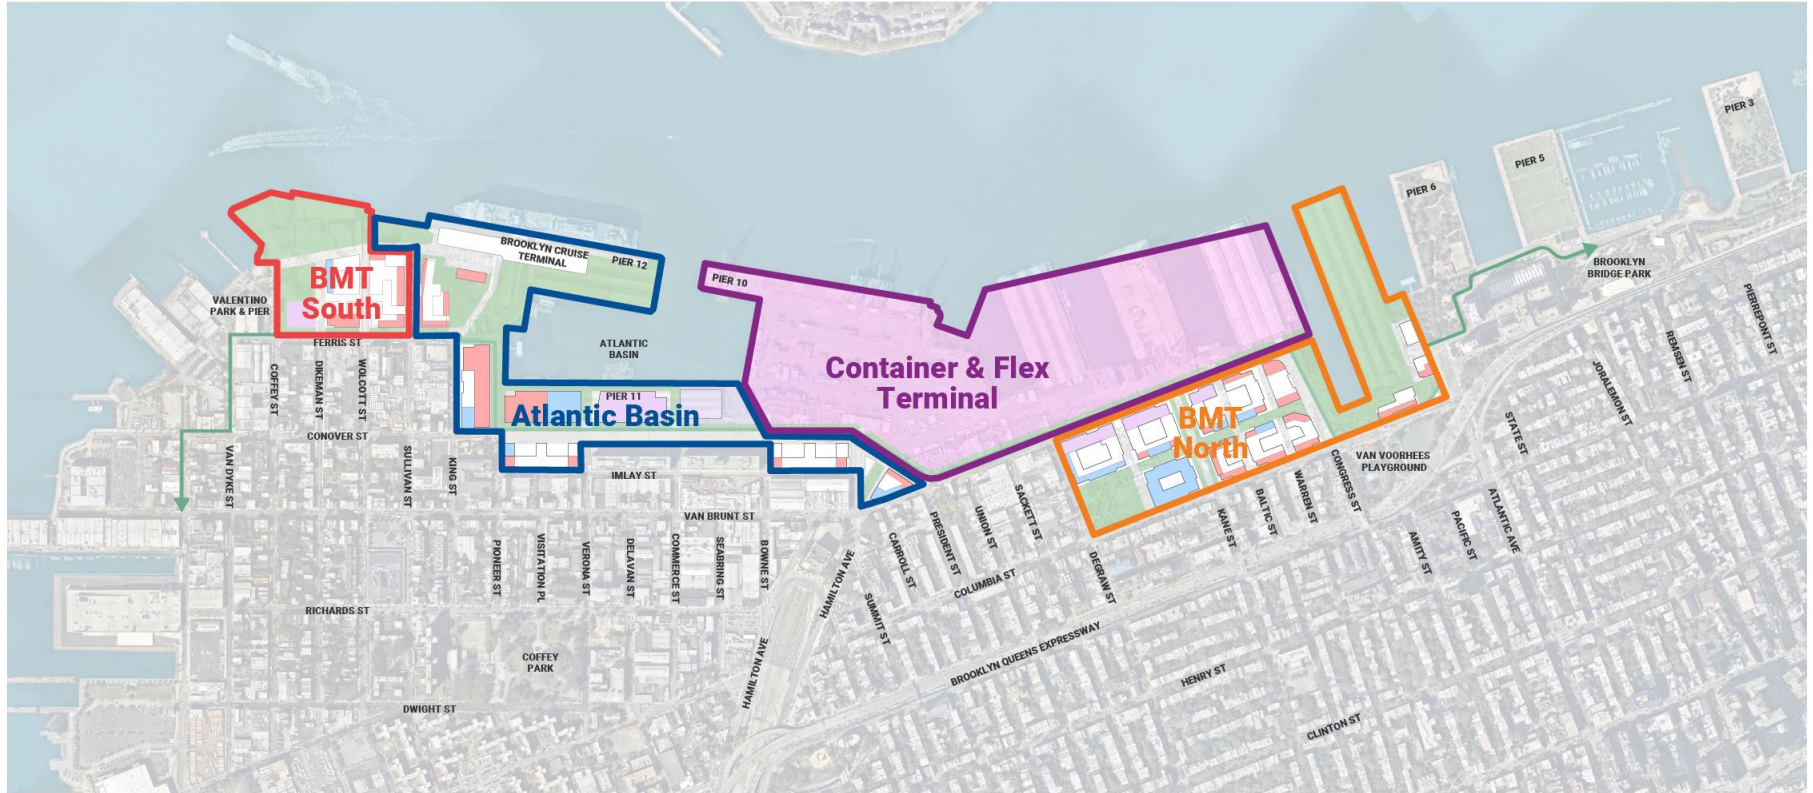 PIER 3
PIER 5
PIER 6
BROOKLYN CRUISE
TERMINAL
PIER 12
BROOKLYN
BRIDGE PARK
PIER 10
BMT
South
VALENTINO
PARK & PIER
FERRIS ST
ATLANTIC
BASIN
Container & Flex
Terminal
PIERREPONT ST
REMSEN ST
JORALEMON ST
COFFEY ST
DIKEMAN ST
WOLCOTT ST
PIER 11
Atlantic Basin
BMT
North
STATE ST
CONOVER ST
VAN VOORHEES
PLAYGROUND
VAN DYKE ST
SULLIVAN ST
KING ST
IMLAY ST
CONGRESS ST
WARREN ST
BALTIC ST
KANE ST
SACKETT ST
UNION ST
PRESIDENT ST
ATLANTIC AVE
PACIFIC ST
AMITY ST
VAN BRUNT ST
PIONEER ST
VISITATION PL
VERONA ST
DELAVAN ST
COMMERCE ST
SEABRING ST
BOWNE ST
HAMILTON AVE
CARROLL ST
SUMMIT ST
COLUMBIA ST
DEGRAW ST
RICHARDS ST
COFFEY
PARK
HAMILTON AVE
BROOKLYN QUEENS EXPRESSWAY
HENRY ST
DWIGHT ST
CLINTON ST